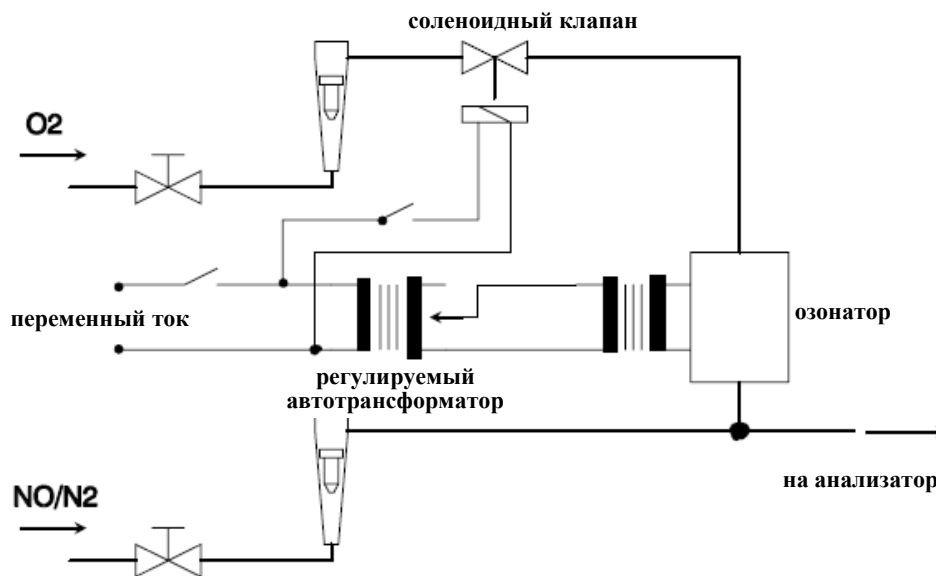 соленоидный клапан
O2
переменный ток
озонатор
регулируемый
автотрансформатор
на анализатор
NO/N2